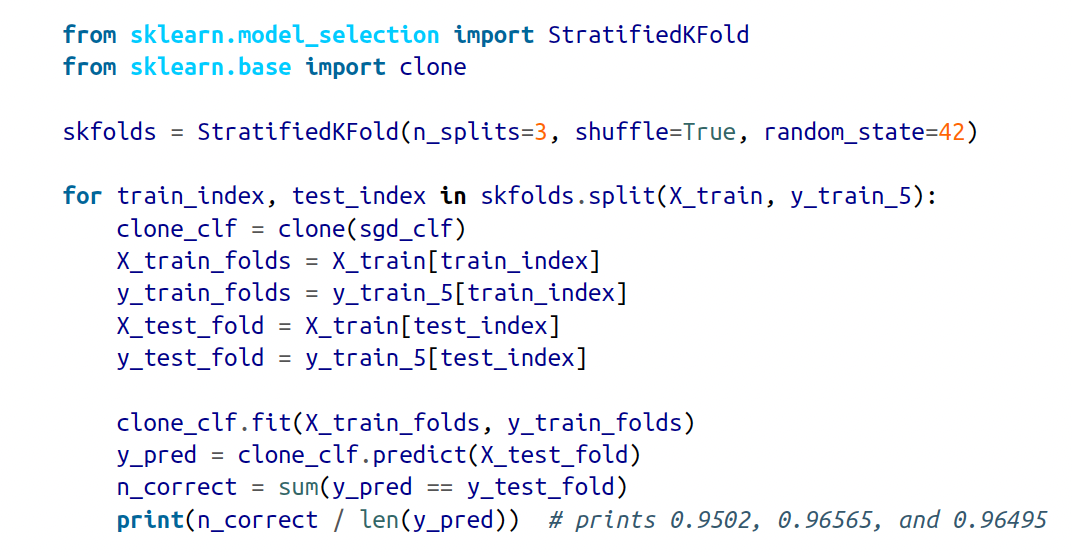 from sklearn.model_selection import StratifiedKFold
from sklearn.base import clone

skfolds = StratifiedKFold(n_splits=3, shuffle=True, random_state=42)

for train_index, test_index in skfolds.split(X_train, y_train_5):
    clone_clf = clone(sgd_clf)
    X_train_folds = X_train[train_index]
    y_train_folds = y_train_5[train_index]
    X_test_fold = X_train[test_index]
    y_test_fold = y_train_5[test_index]

    clone_clf.fit(X_train_folds, y_train_folds)
    y_pred = clone_clf.predict(X_test_fold)
    n_correct = sum(y_pred == y_test_fold)
    print(n_correct / len(y_pred))  # prints 0.9502, 0.96565, and 0.96495